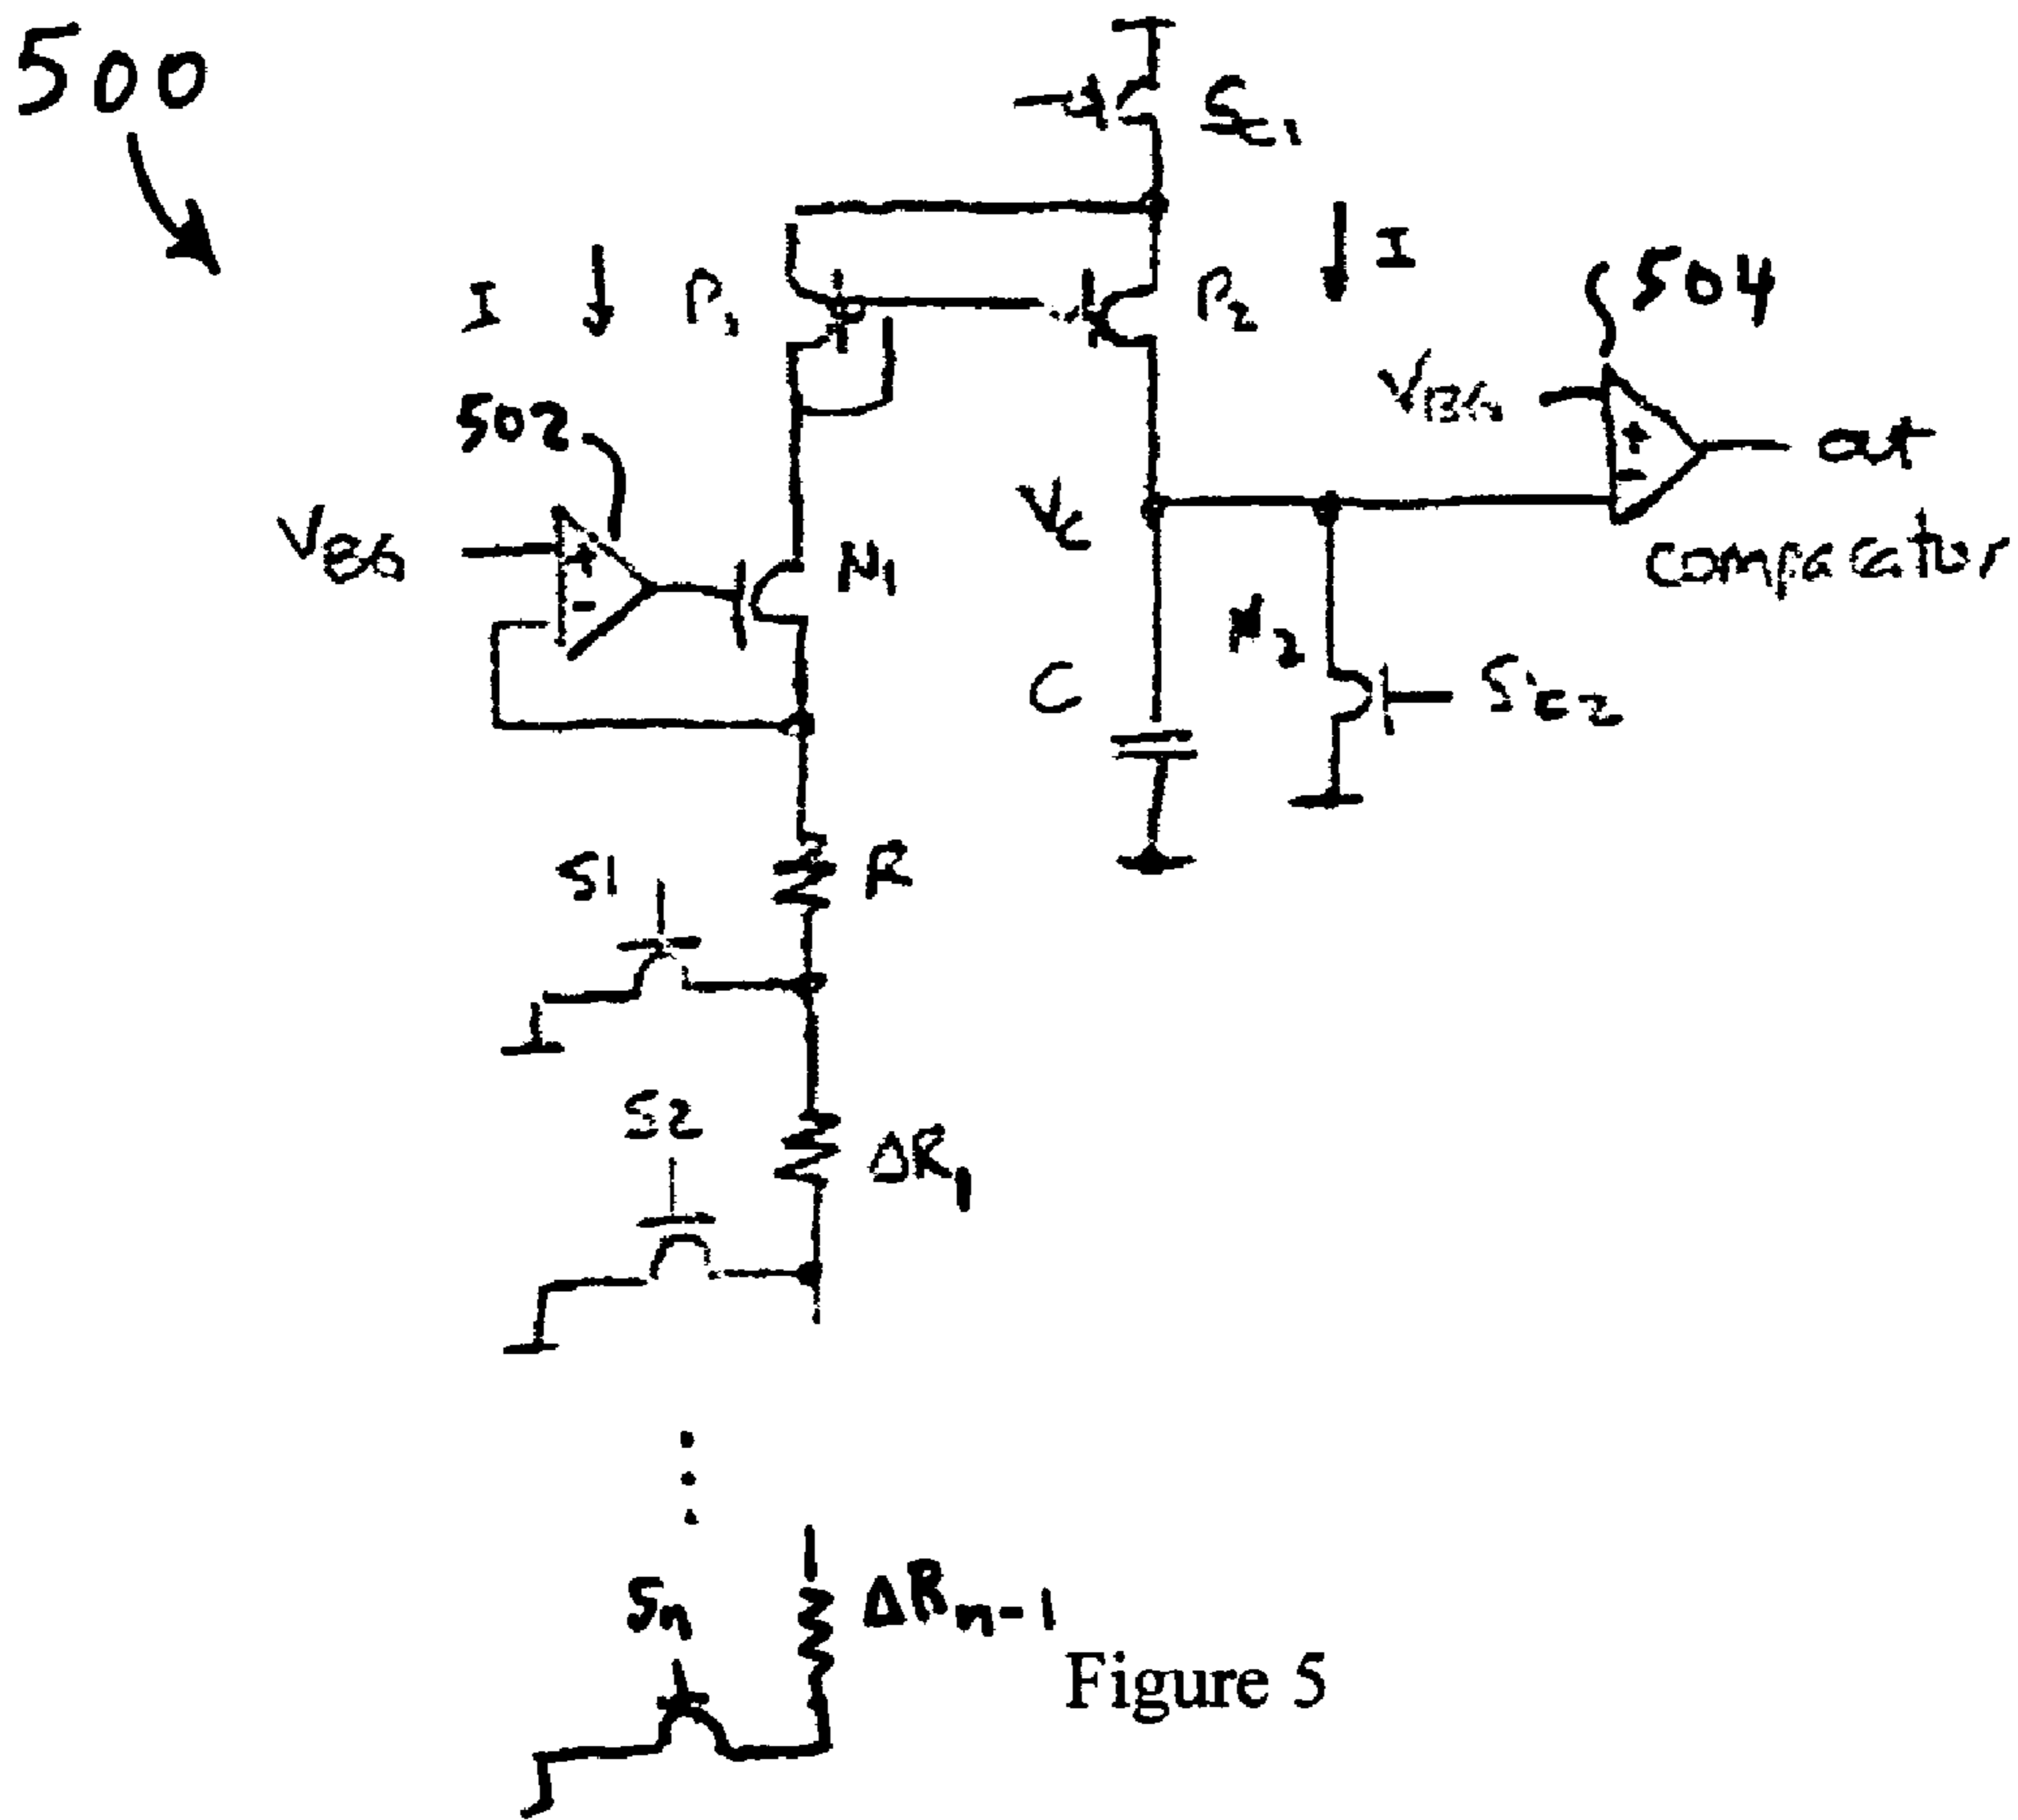 500
Sc1
I
P1
P2
I
504
502
VBG
+
-
out
Vc
comparator
VBG
+
-
N1
N2
Sc2
C
S1
R
S2
ΔR1
Sn
ΔRn-1
Figure 5